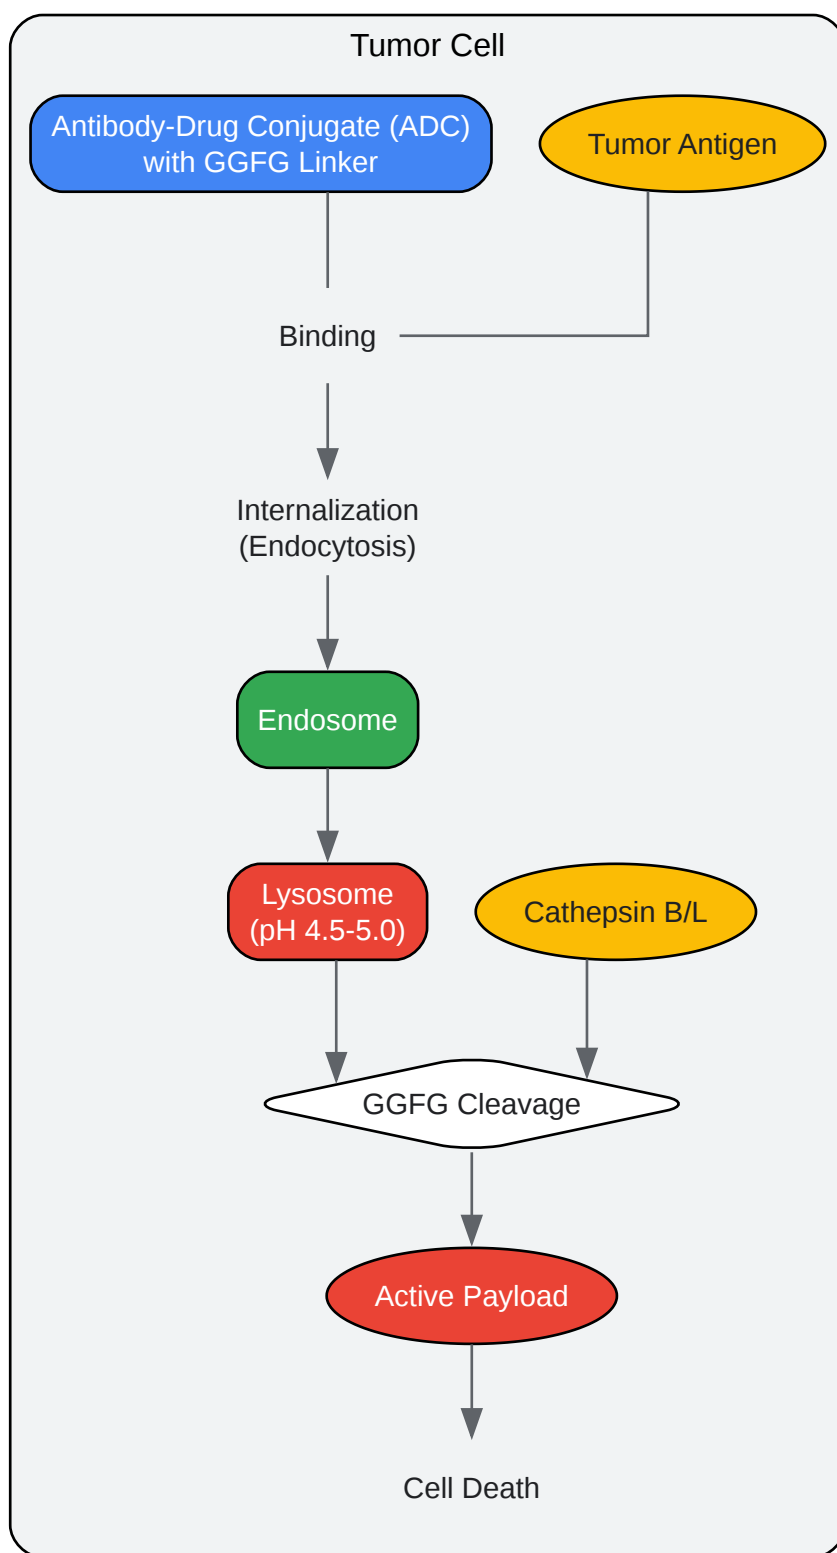 Tumor Cell
Antibody-Drug Conjugate (ADC)
with GGFG Linker
Tumor Antigen
Binding
Internalization
(Endocytosis)
Endosome
Lysosome
(pH 4.5-5.0)
Cathepsin B/L
GGFG Cleavage
Active Payload
Cell Death